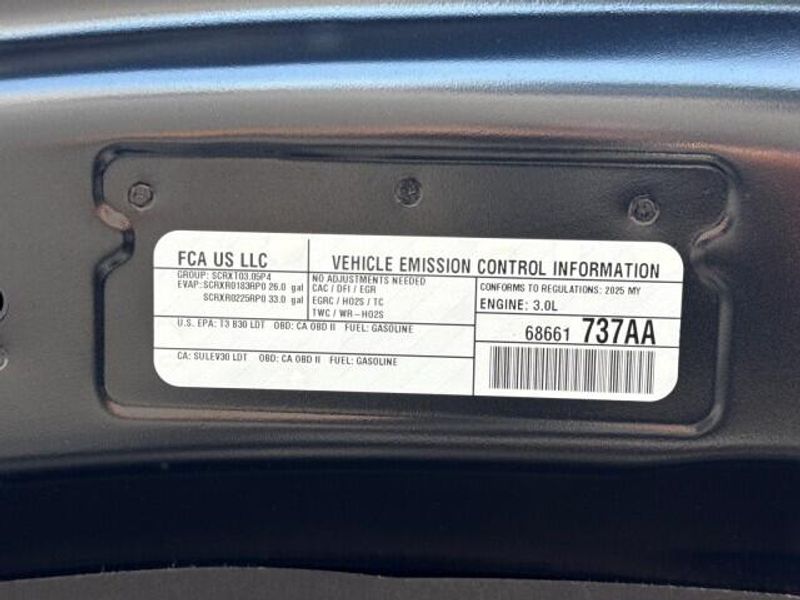 FCA US LLC
VEHICLE EMISSION CONTROL INFORMATION
GROUP: SCRXT03.05P4
EVAP: SCRXR0183RP0 26.0 gal
SCRXR0225RP0 33.0 gal
NO ADJUSTMENTS NEEDED
CAC / DFI / EGR
EGRC / HO2S / TC
TWC / WR-HO2S
CONFORMS TO REGULATIONS: 2025 MY
ENGINE: 3.0L
U.S. EPA: T3 B30 LDT OBD: CA OBD II FUEL: GASOLINE
68661 737AA
CA: SULEV30 LDT OBD: CA OBD II FUEL: GASOLINE